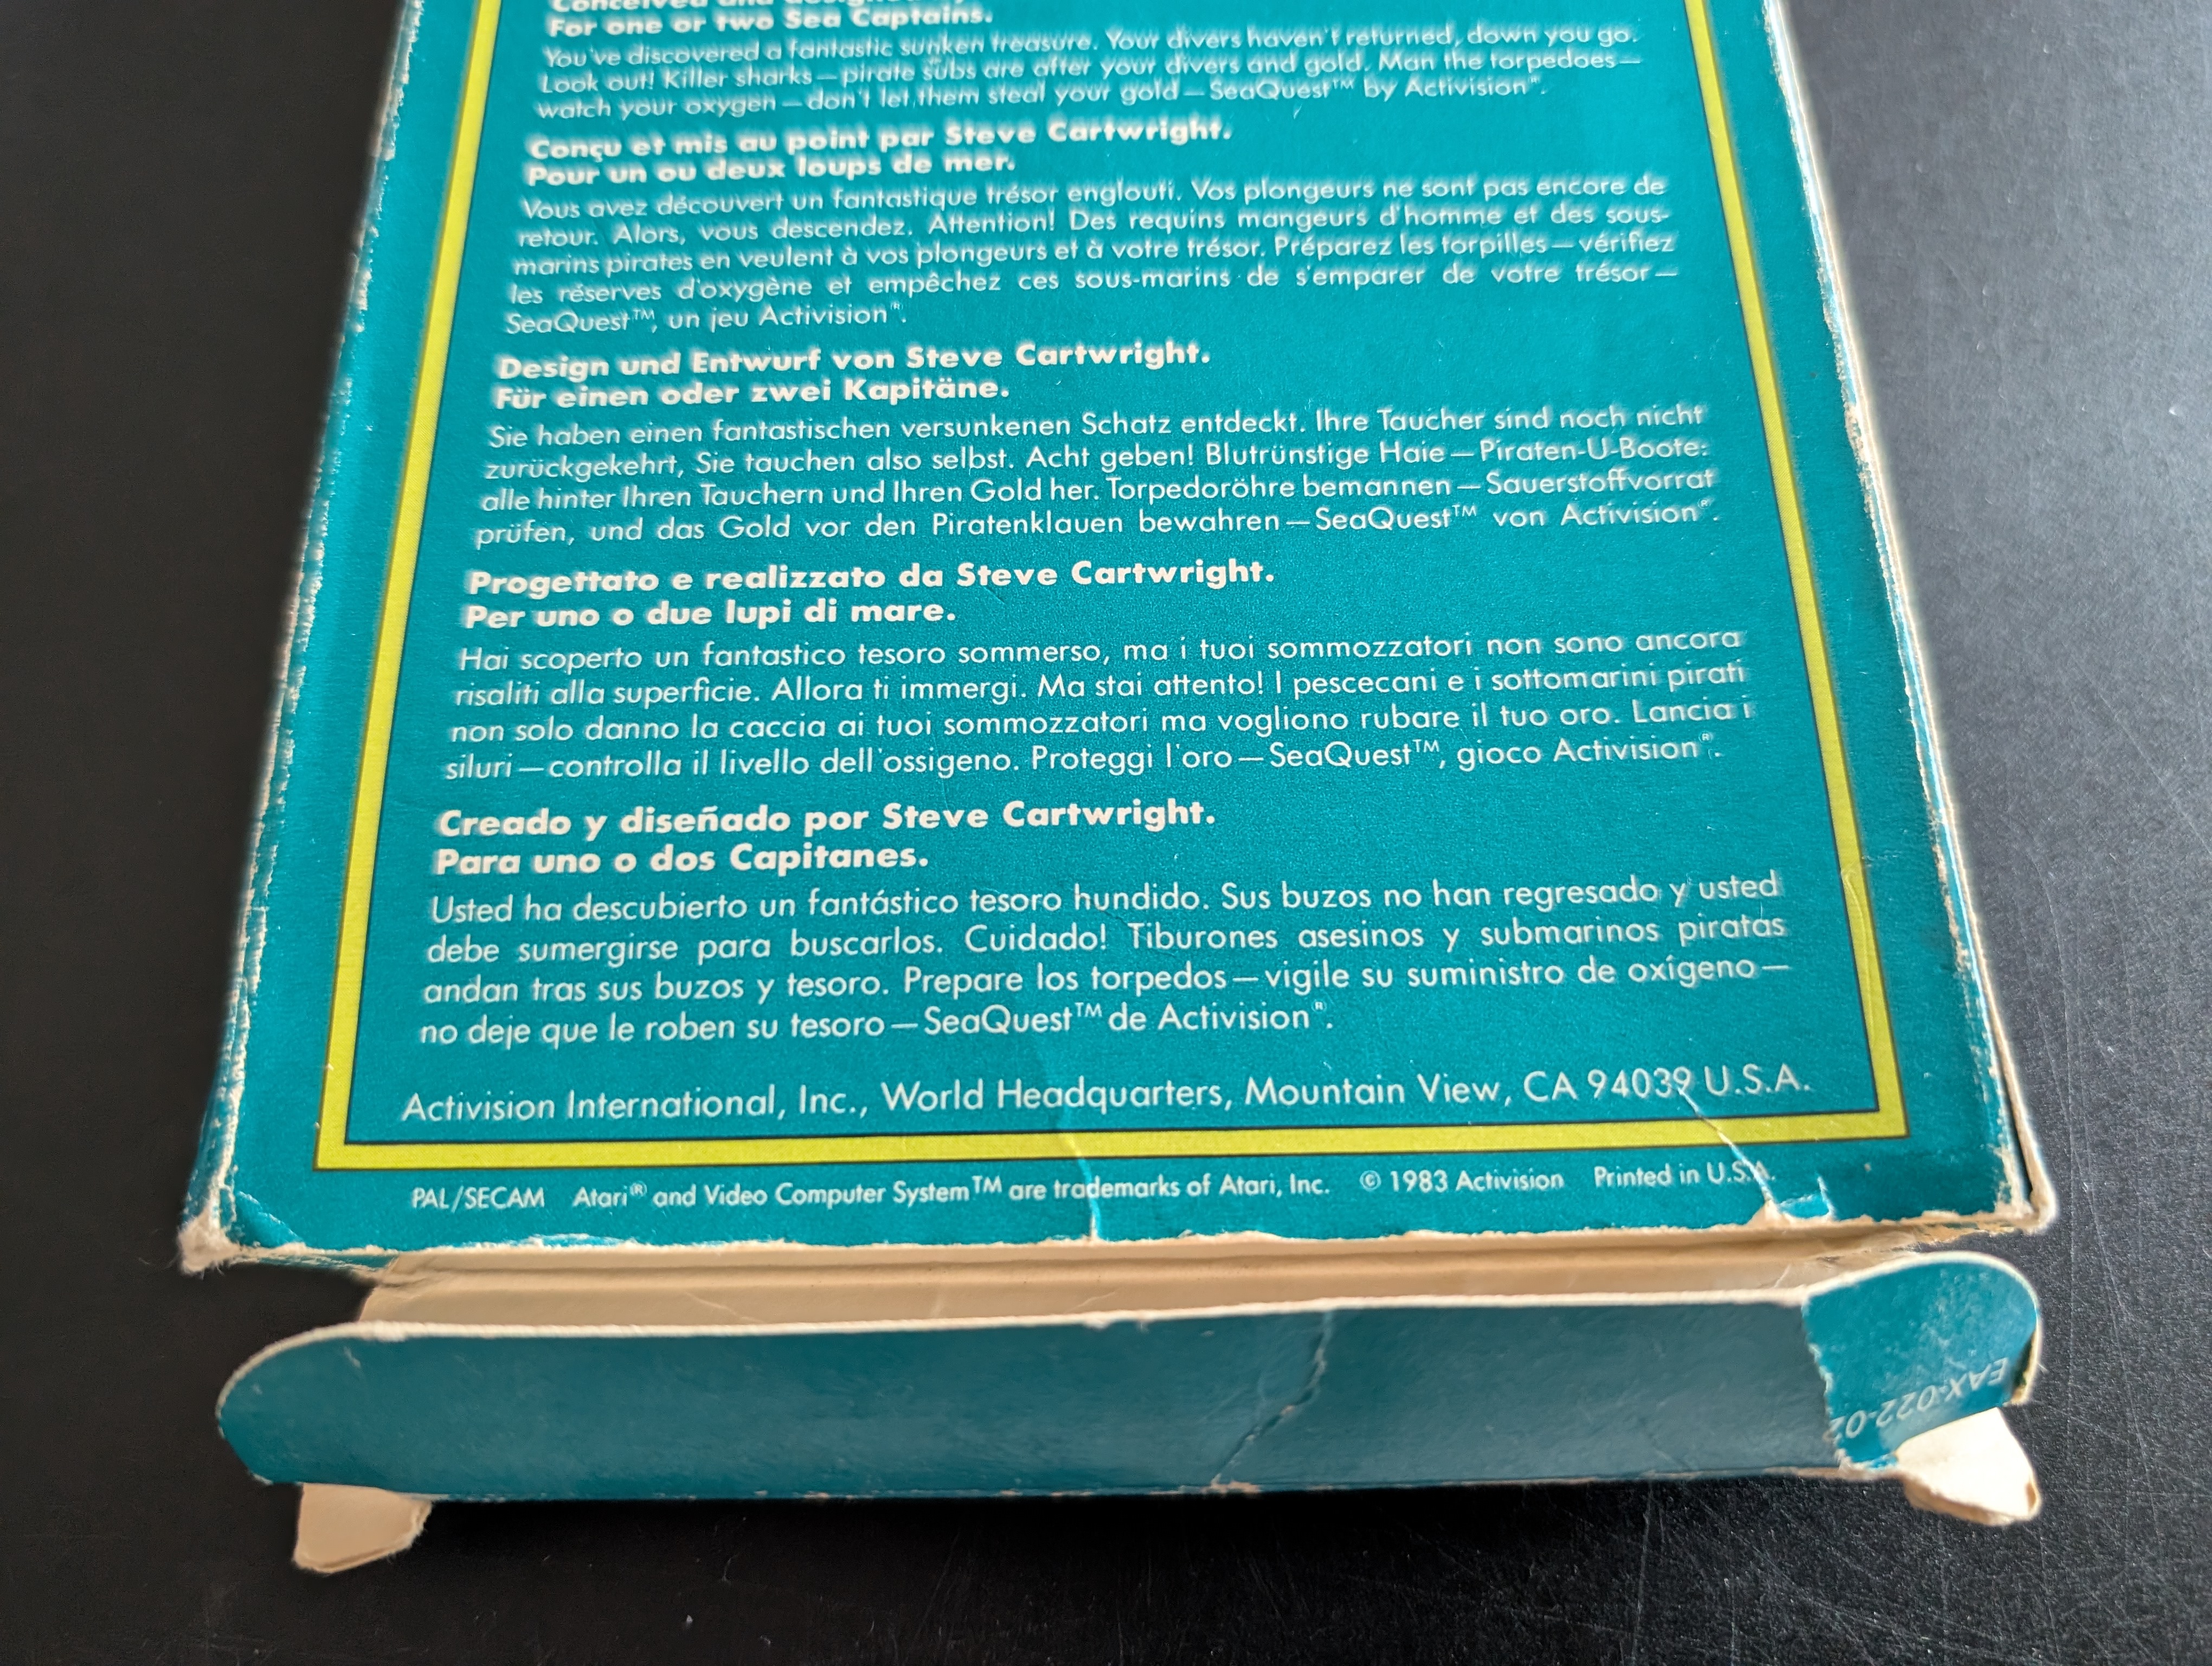 Conceived and
For one or two Sea Captains.
You've discovered a fantastic sunken treasure. Your divers haven't returned, down you go.
Look out! Killer sharks—pirate subs are after your divers and gold. Man the torpedoes—
watch your oxygen—don't let them steal your gold—SeaQuest™ by Activision®.
Conçu et mis au point par Steve Cartwright.
Pour un ou deux loups de mer.
Vous avez découvert un fantastique trésor englouti. Vos plongeurs ne sont pas encore de
retour. Alors, vous descendez. Attention! Des requins mangeurs d'homme et des sous-
marins pirates en veulent à vos plongeurs et à votre trésor. Préparez les torpilles—vérifiez
les réserves d'oxygène et empêchez ces sous-marins de s'emparer de votre trésor—
SeaQuest™, un jeu Activision®.
Design und Entwurf von Steve Cartwright.
Für einen oder zwei Kapitäne.
Sie haben einen fantastischen versunkenen Schatz entdeckt. Ihre Taucher sind noch nicht
zurückgekehrt, Sie tauchen also selbst. Acht geben! Blutrünstige Haie—Piraten-U-Boote:
alle hinter Ihren Tauchern und Ihren Gold her. Torpedoröhre bemannen—Sauerstoffvorrat
prüfen, und das Gold vor den Piratenklauen bewahren—SeaQuest™ von Activision®.
Progettato e realizzato da Steve Cartwright.
Per uno o due lupi di mare.
Hai scoperto un fantastico tesoro sommerso, ma i tuoi sommozzatori non sono ancora
risaliti alla superficie. Allora ti immergi. Ma stai attento! I pescecani e i sottomarini pirati
non solo danno la caccia ai tuoi sommozzatori ma vogliono rubare il tuo oro. Lancia i
siluri—controlla il livello dell'ossigeno. Proteggi l'oro—SeaQuest™, gioco Activision®.
Creado y diseñado por Steve Cartwright.
Para uno o dos Capitanes.
Usted ha descubierto un fantástico tesoro hundido. Sus buzos no han regresado y usted
debe sumergirse para buscarlos. Cuidado! Tiburones asesinos y submarinos piratas
andan tras sus buzos y tesoro. Prepare los torpedos—vigile su suministro de oxígeno—
no deje que le roben su tesoro—SeaQuest™ de Activision®.
Activision International, Inc., World Headquarters, Mountain View, CA 94039 U.S.A.
PAL/SECAM Atari® and Video Computer System™ are trademarks of Atari, Inc. © 1983 Activision Printed in U.S.A.
EAX-022-02